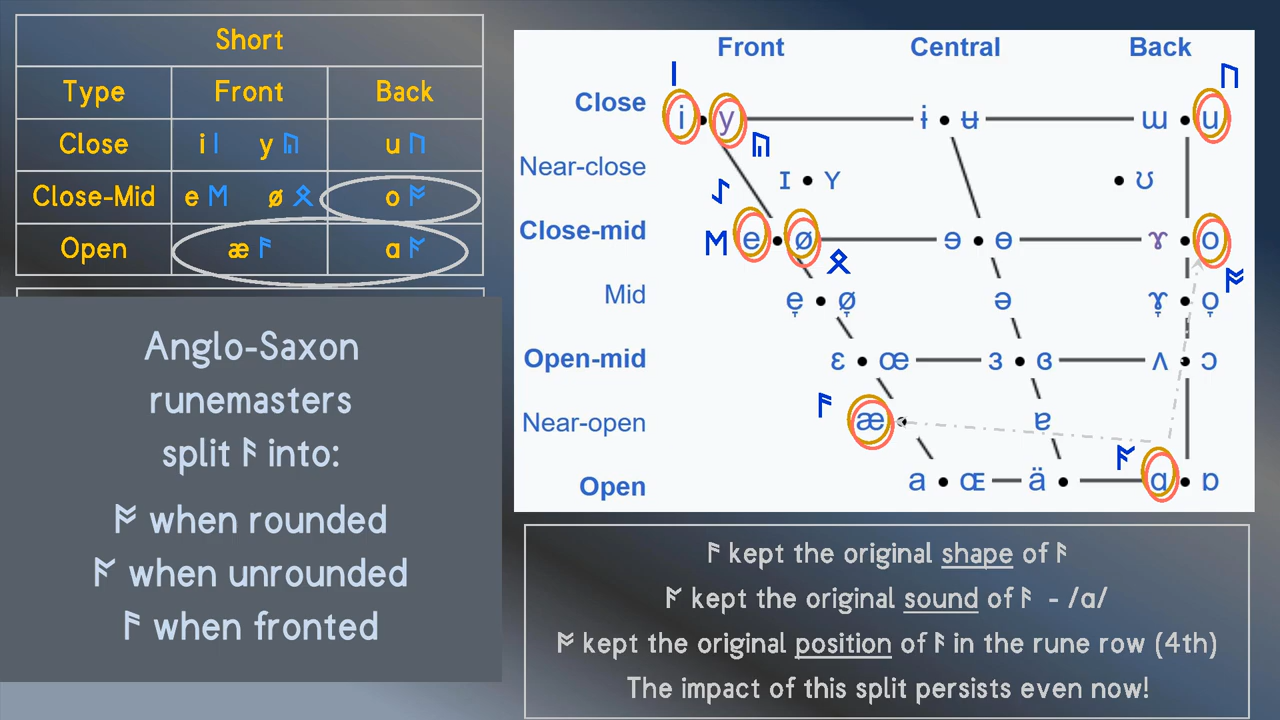 Short
Type Front Back
Close i ᛁ y ᚣ u ᚢ
Close-Mid e ᛖ ø ᛟ o ᚩ
Open æ ᚫ ɑ ᚪ
Anglo-Saxon
runemasters
split ᚨ into:
ᚩ when rounded
ᚪ when unrounded
ᚫ when fronted
Front Central Back
ᛁ ᚢ
Close i y ɨ ʉ ɯ u
ᚣ
Near-close ɪ ʏ ʊ
ᛇ
Close-mid ᛖ e ø ɘ ɵ ɤ o
ᛟ ᚩ
Mid e̞ ø̞ ə ɤ̞ o̞
Open-mid ɛ œ ɜ ɞ ʌ ɔ
Near-open ᚫ æ ɐ
ᚪ
Open a ɶ ä ɑ ɒ
ᚫ kept the original shape of ᚨ
ᚪ kept the original sound of ᚨ - /ɑ/
ᚩ kept the original position of ᚨ in the rune row (4th)
The impact of this split persists even now!